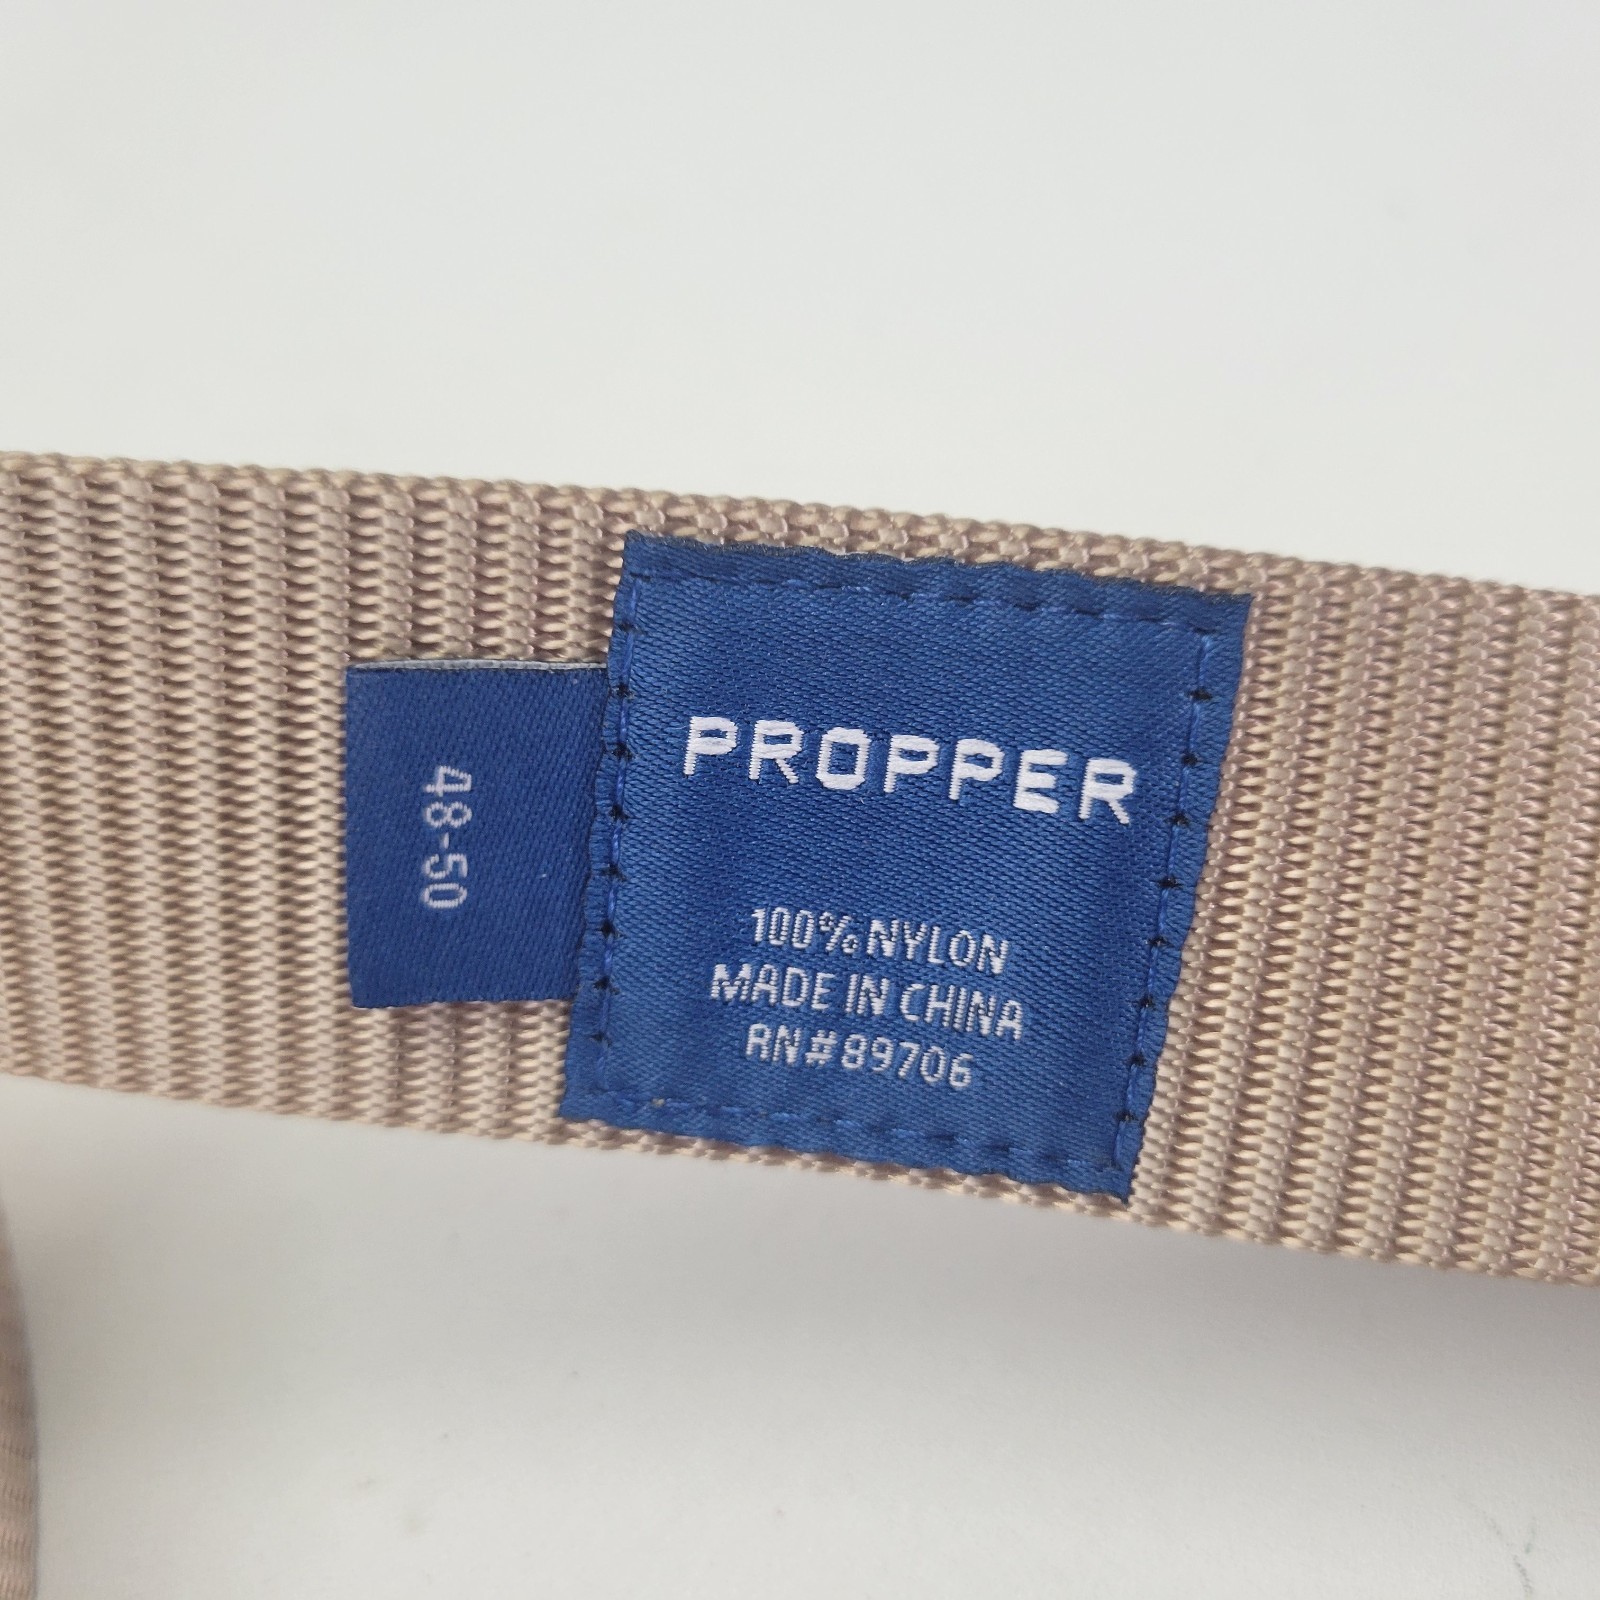 PROPPER
100% NYLON
MADE IN CHINA
RN#89706
48-50